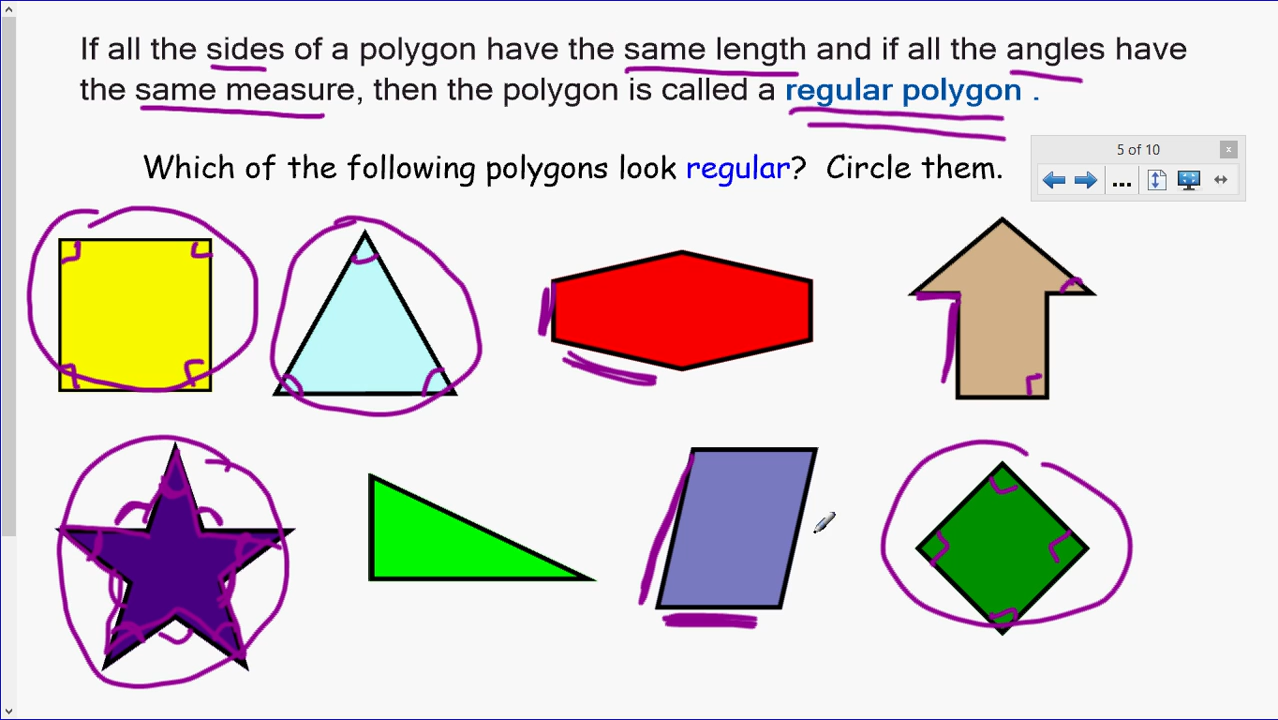 If all the sides of a polygon have the same length and if all the angles have
the same measure, then the polygon is called a regular polygon .
5 of 10
Which of the following polygons look regular? Circle them.